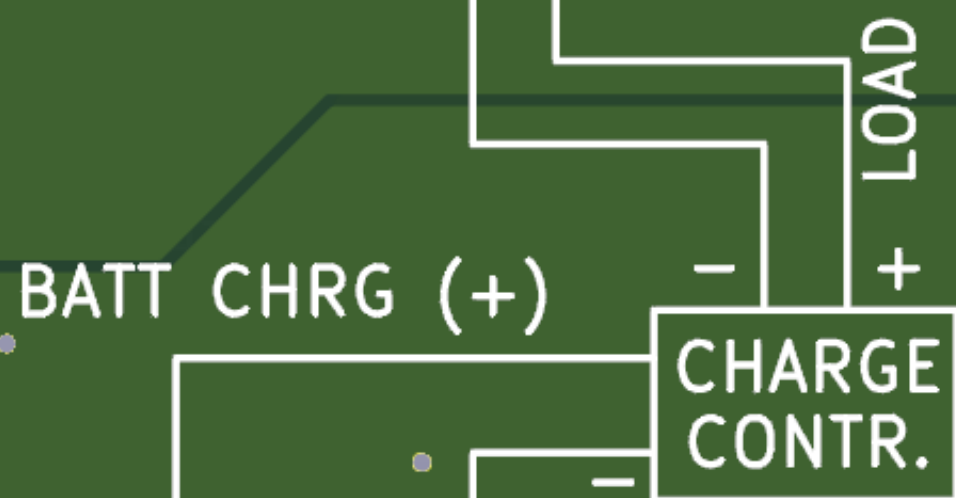 LOAD
− +
BATT CHRG (+)
CHARGE
CONTR.
−